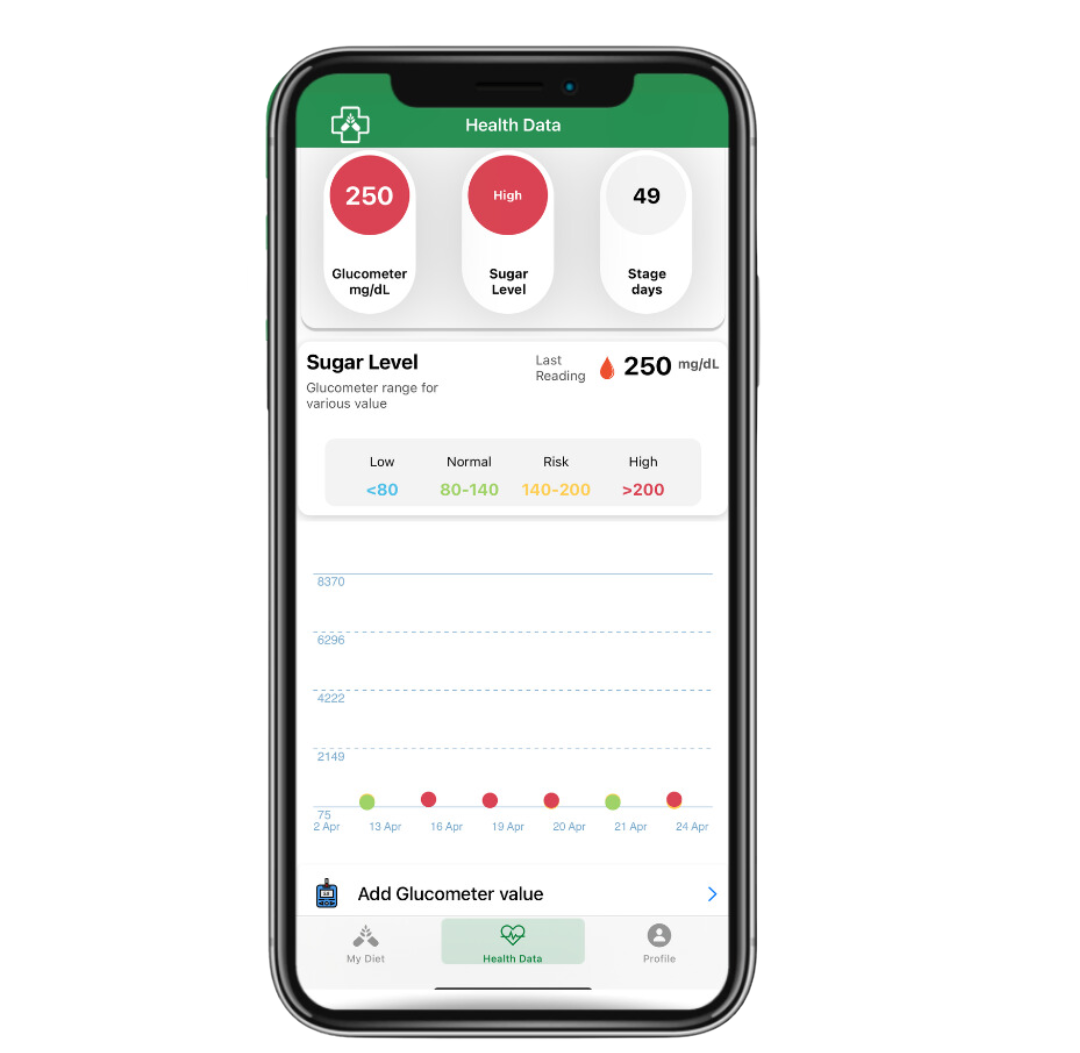 Health Data
250 High 49
Glucometer Sugar Stage
mg/dL Level days
Sugar Level Last Reading 250 mg/dL
Glucometer range for
various value
Low Normal Risk High
<80 80-140 140-200 >200
8370
6296
4222
2149
75
2 Apr 13 Apr 16 Apr 19 Apr 20 Apr 21 Apr 24 Apr
Add Glucometer value
My Diet Health Data Profile